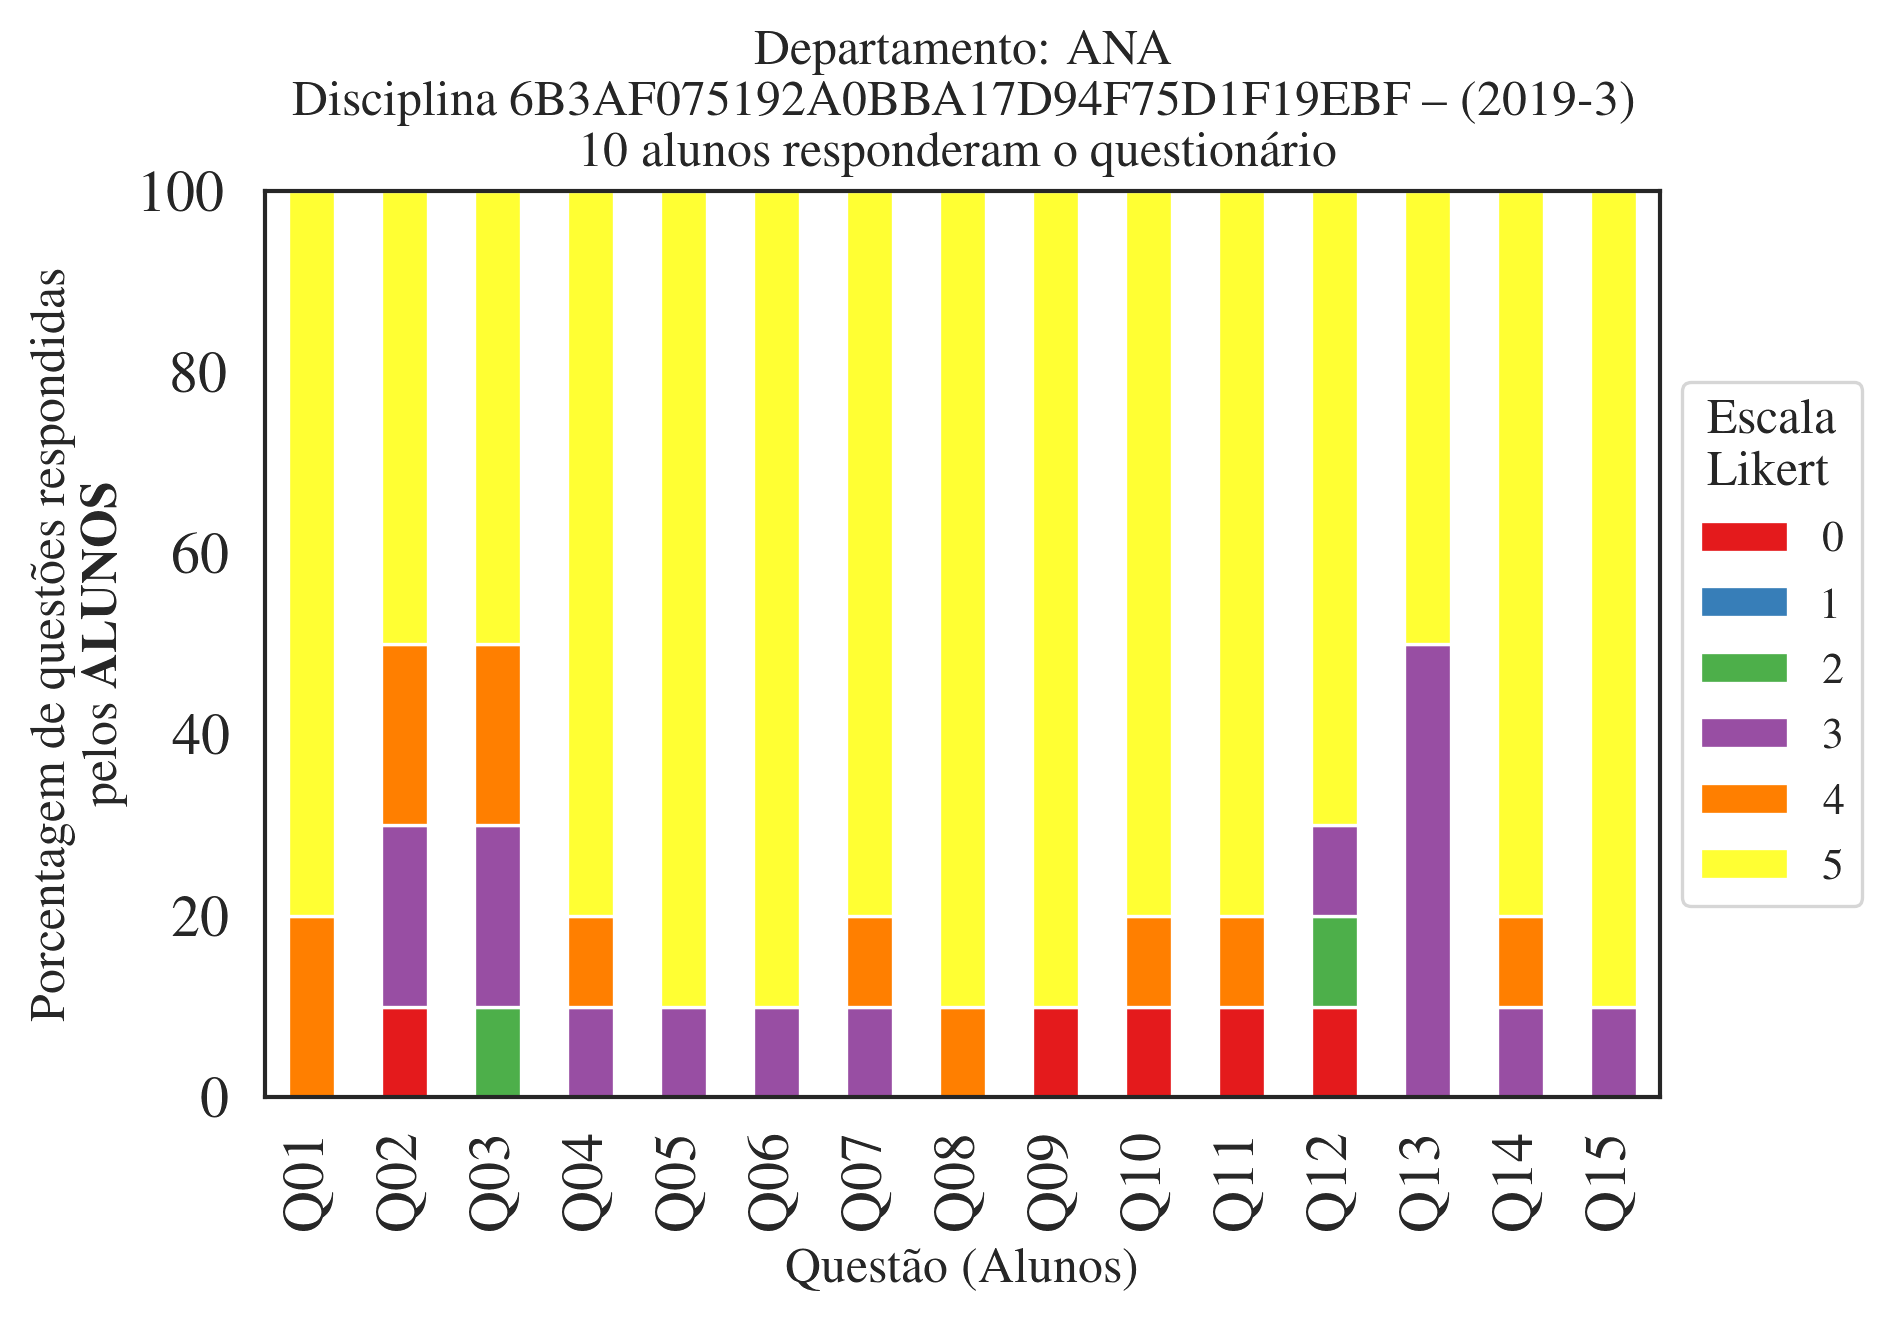 Departamento: ANA
Disciplina 6B3AF075192A0BBA17D94F75D1F19EBF – (2019-3)
10 alunos responderam o questionário
Porcentagem de questões respondidas
pelos ALUNOS
100
80
60
40
20
0
Q01
Q02
Q03
Q04
Q05
Q06
Q07
Q08
Q09
Q10
Q11
Q12
Q13
Q14
Q15
Questão (Alunos)
Escala
Likert
0
1
2
3
4
5